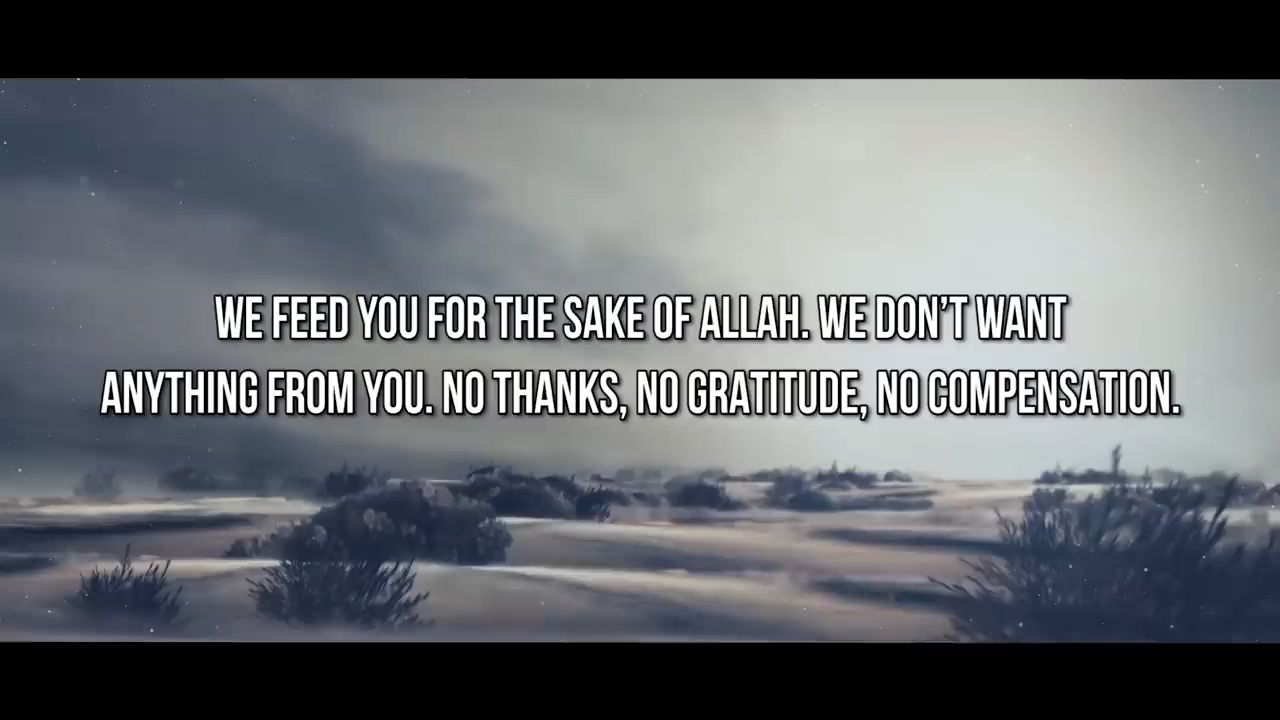 WE FEED YOU FOR THE SAKE OF ALLAH. WE DON'T WANT
ANYTHING FROM YOU. NO THANKS, NO GRATITUDE, NO COMPENSATION.